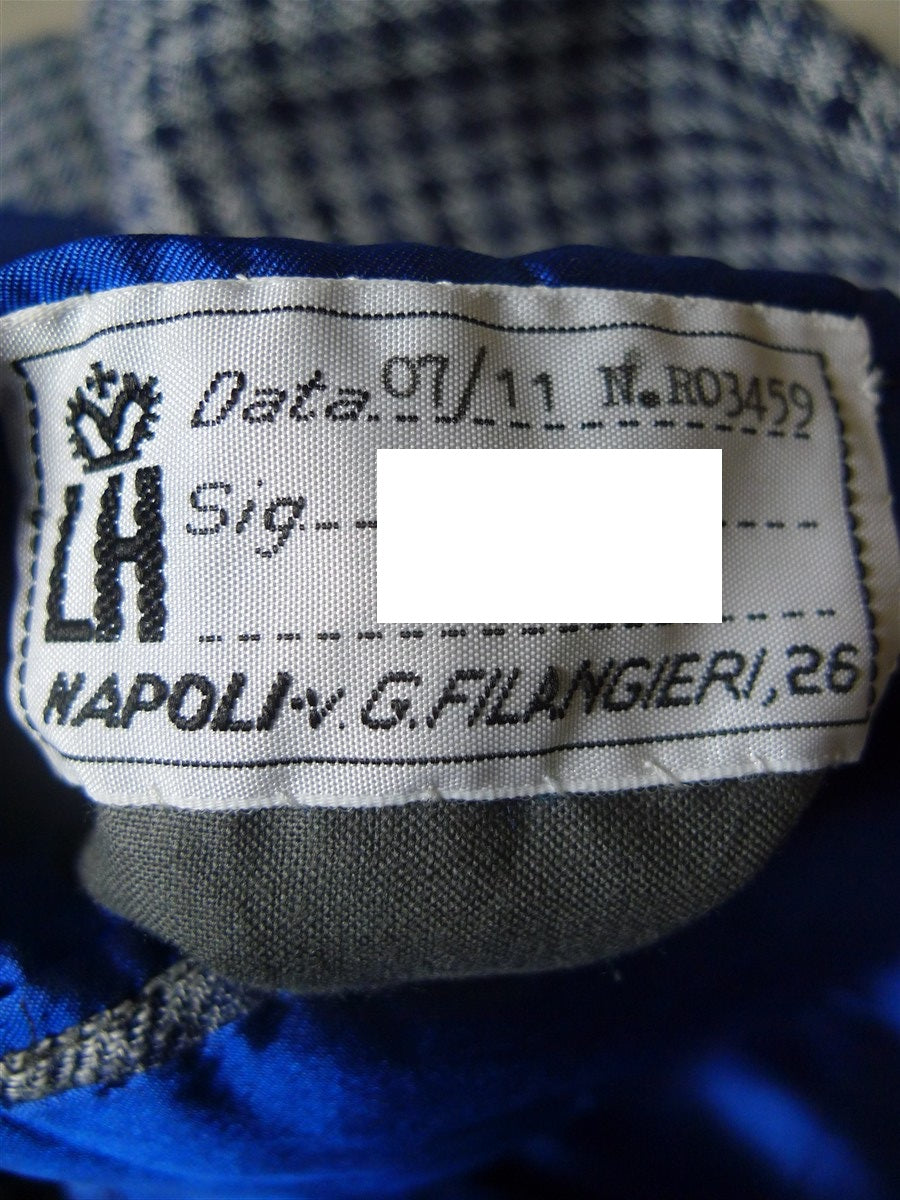 Data 07/11 N. R03459
LH
Sig.
NAPOLI-v. G. FILANGIERI, 26